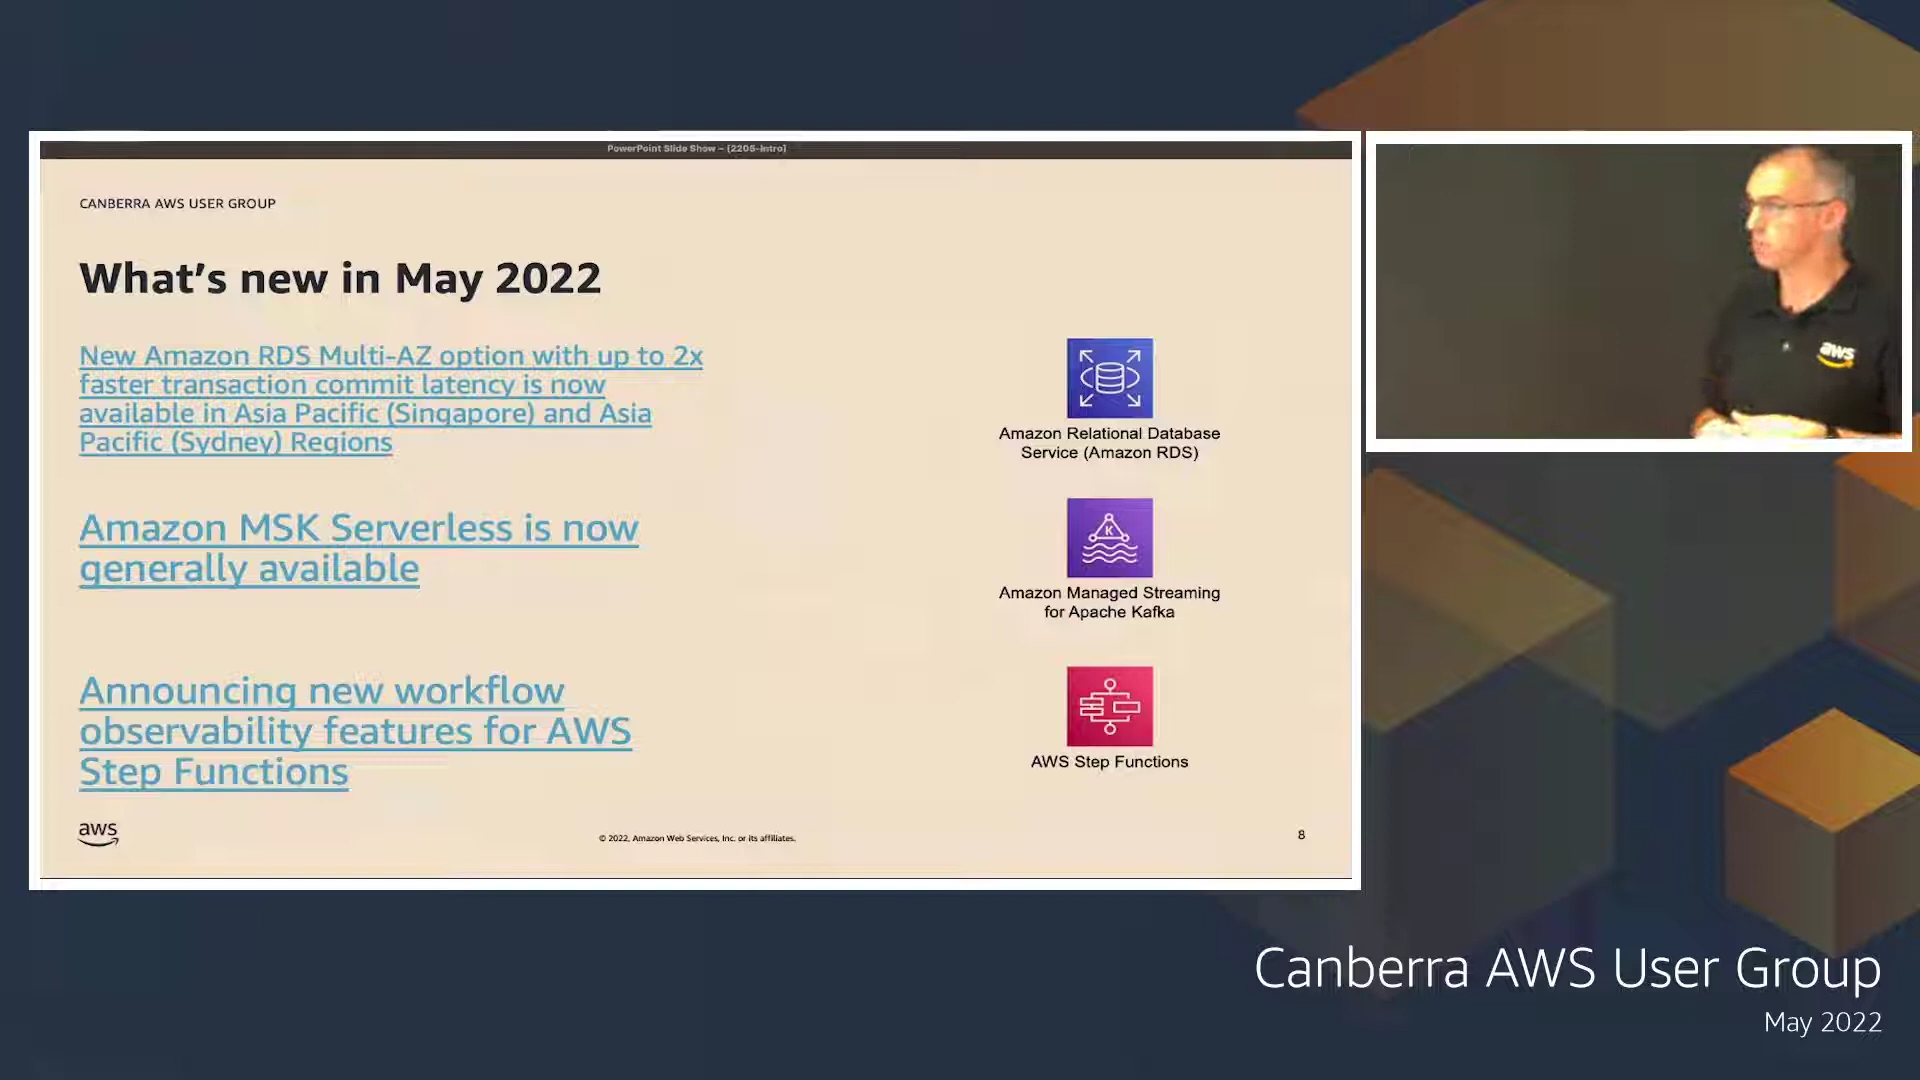 PowerPoint Slide Show – [2205-Intro]
CANBERRA AWS USER GROUP
What’s new in May 2022
New Amazon RDS Multi-AZ option with up to 2x
faster transaction commit latency is now
available in Asia Pacific (Singapore) and Asia
Pacific (Sydney) Regions
Amazon Relational Database
Service (Amazon RDS)
Amazon MSK Serverless is now
generally available
K
Amazon Managed Streaming
for Apache Kafka
Announcing new workflow
observability features for AWS
Step Functions
AWS Step Functions
aws
© 2022, Amazon Web Services, Inc. or its affiliates.
8
aws
Canberra AWS User Group
May 2022